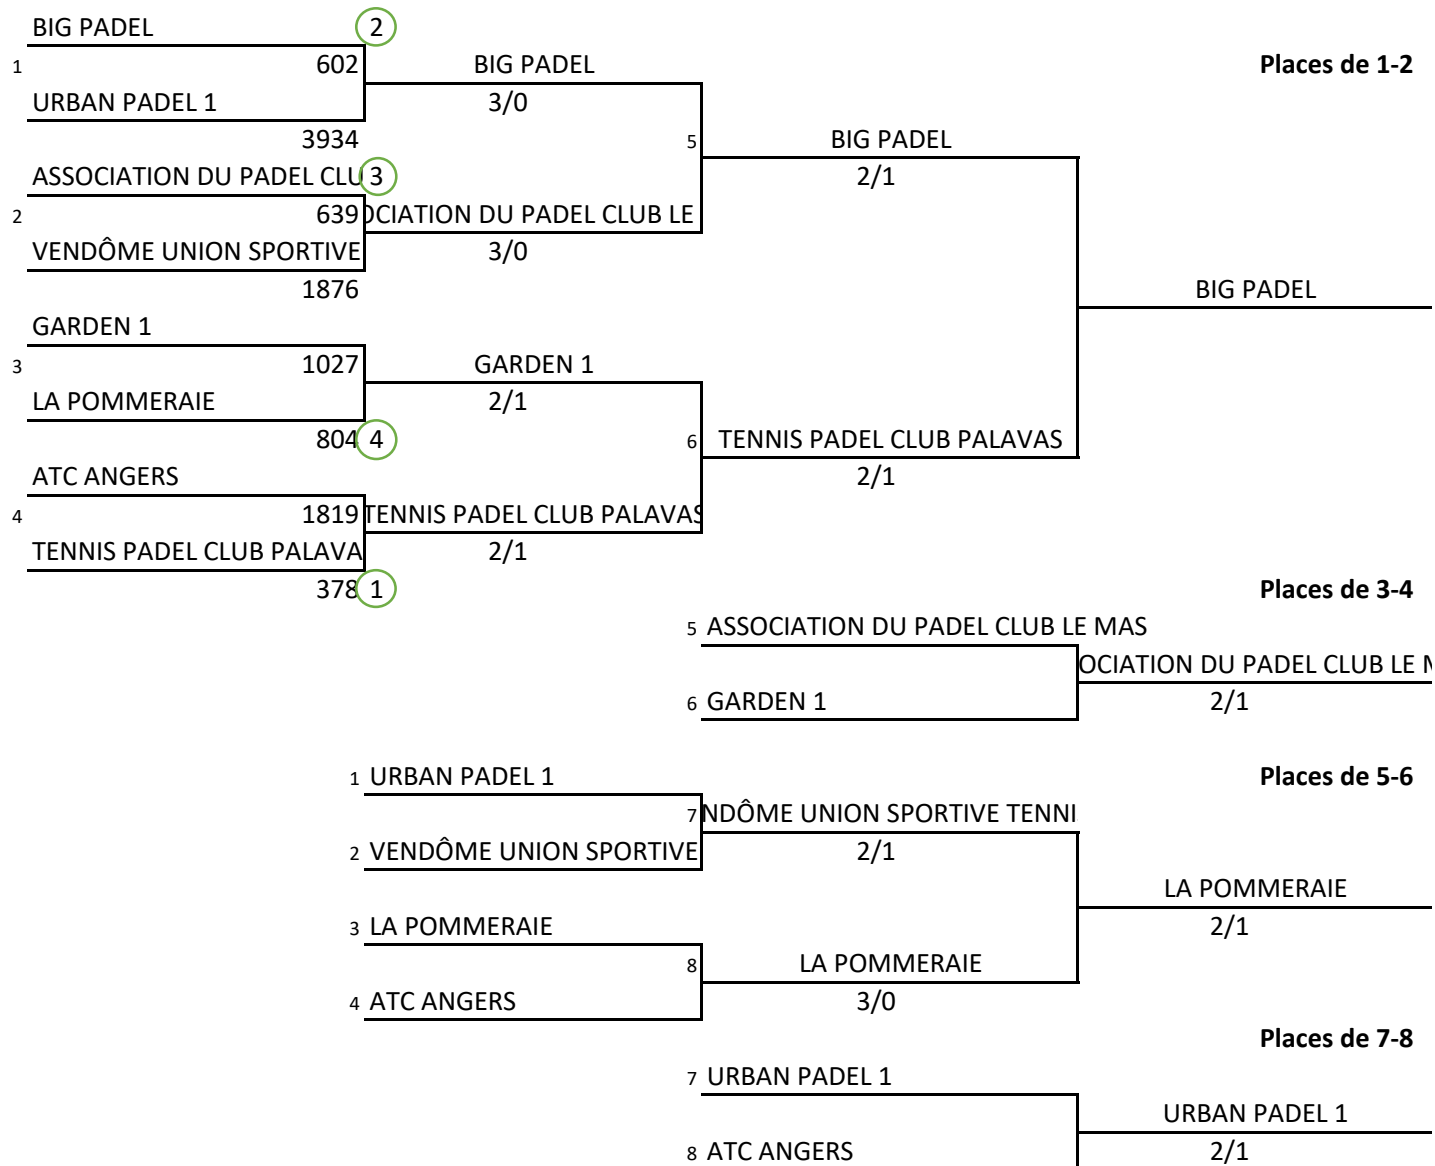 BIG PADEL 2
1 602 BIG PADEL Places de 1-2
URBAN PADEL 1 3/0
3934 5 BIG PADEL
ASSOCIATION DU PADEL CLU 3 2/1
2 639 OCIATION DU PADEL CLUB LE
VENDÔME UNION SPORTIVE 3/0
1876 BIG PADEL
GARDEN 1
3 1027 GARDEN 1
LA POMMERAIE 2/1
804 4 6 TENNIS PADEL CLUB PALAVAS
ATC ANGERS 2/1
4 1819 TENNIS PADEL CLUB PALAVAS
TENNIS PADEL CLUB PALAVA 2/1
378 1 Places de 3-4
5 ASSOCIATION DU PADEL CLUB LE MAS
OCIATION DU PADEL CLUB LE M
6 GARDEN 1 2/1
1 URBAN PADEL 1 Places de 5-6
7 NDÔME UNION SPORTIVE TENNI
2 VENDÔME UNION SPORTIVE 2/1
LA POMMERAIE
3 LA POMMERAIE 2/1
8 LA POMMERAIE
4 ATC ANGERS 3/0
Places de 7-8
7 URBAN PADEL 1
URBAN PADEL 1
8 ATC ANGERS 2/1